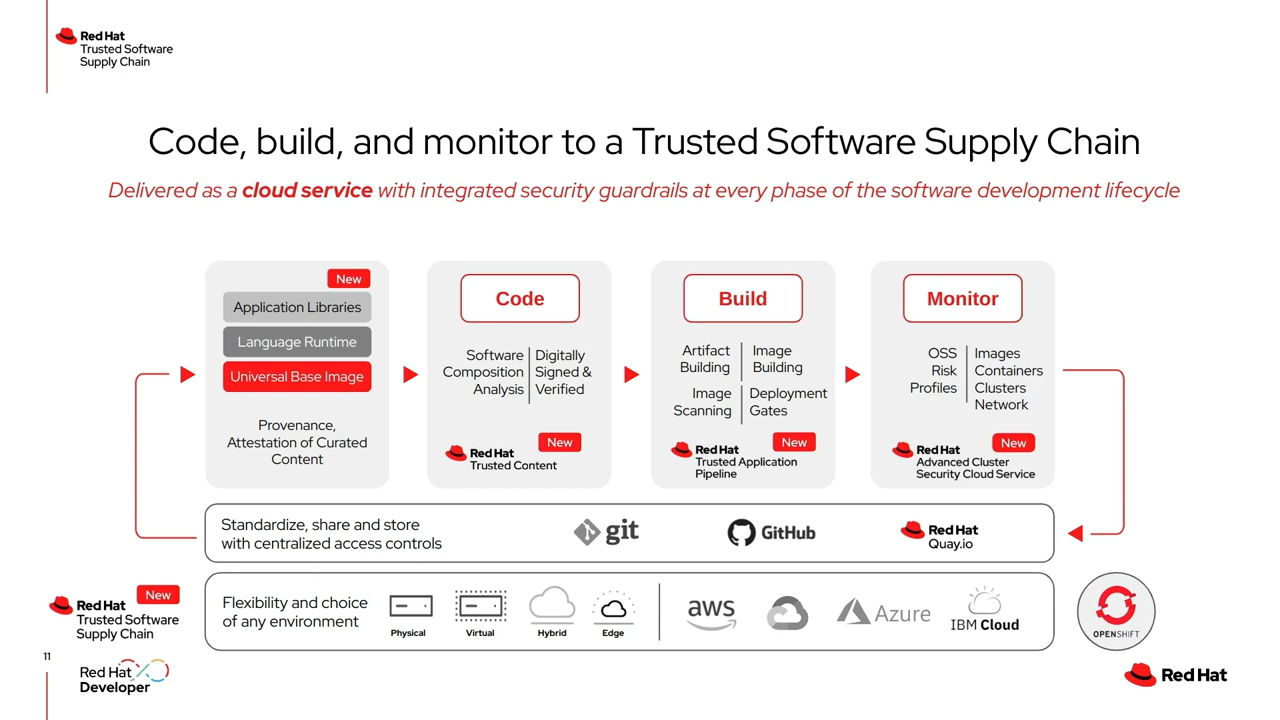 Red Hat
Trusted Software
Supply Chain
Code, build, and monitor to a Trusted Software Supply Chain
Delivered as a cloud service with integrated security guardrails at every phase of the software development lifecycle
New
Application Libraries
Language Runtime
Universal Base Image
Provenance,
Attestation of Curated
Content
Code
Software
Composition
Analysis
Digitally
Signed &
Verified
New
Red Hat
Trusted Content
Build
Artifact
Building
Image
Building
Image
Scanning
Deployment
Gates
New
Red Hat
Trusted Application
Pipeline
Monitor
OSS
Risk
Profiles
Images
Containers
Clusters
Network
New
Red Hat
Advanced Cluster
Security Cloud Service
Standardize, share and store
with centralized access controls
git
GitHub
Red Hat
Quay.io
New
Red Hat
Trusted Software
Supply Chain
Flexibility and choice
of any environment
Physical
Virtual
Hybrid
Edge
aws
Azure
IBM Cloud
OPENSHIFT
11
Red Hat
Developer
Red Hat